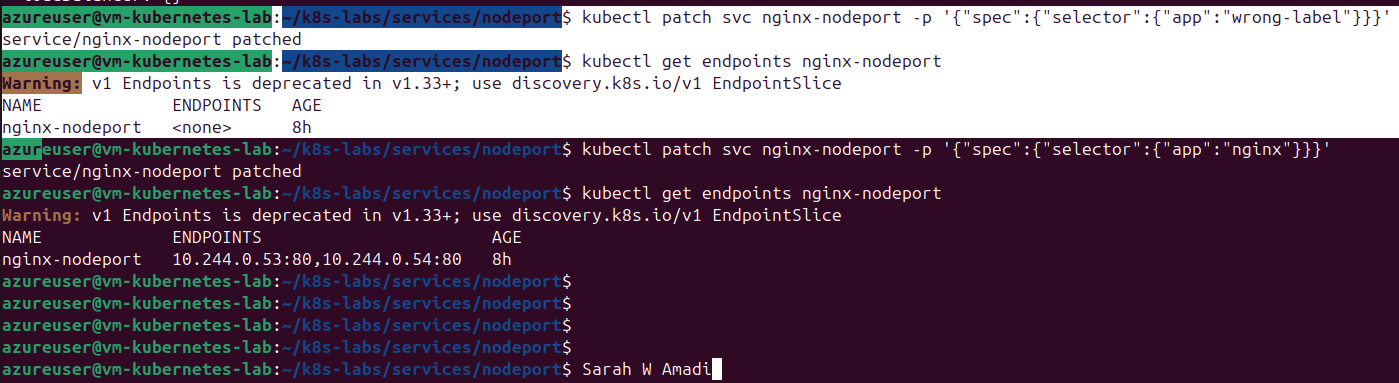 azureuser@vm-kubernetes-lab:~/k8s-labs/services/nodeport$ kubectl patch svc nginx-nodeport -p '{"spec":{"selector":{"app":"wrong-label"}}}'
service/nginx-nodeport patched
azureuser@vm-kubernetes-lab:~/k8s-labs/services/nodeport$ kubectl get endpoints nginx-nodeport
Warning: v1 Endpoints is deprecated in v1.33+; use discovery.k8s.io/v1 EndpointSlice
NAME             ENDPOINTS   AGE
nginx-nodeport   <none>      8h
azureuser@vm-kubernetes-lab:~/k8s-labs/services/nodeport$ kubectl patch svc nginx-nodeport -p '{"spec":{"selector":{"app":"nginx"}}}'
service/nginx-nodeport patched
azureuser@vm-kubernetes-lab:~/k8s-labs/services/nodeport$ kubectl get endpoints nginx-nodeport
Warning: v1 Endpoints is deprecated in v1.33+; use discovery.k8s.io/v1 EndpointSlice
NAME             ENDPOINTS                       AGE
nginx-nodeport   10.244.0.53:80,10.244.0.54:80   8h
azureuser@vm-kubernetes-lab:~/k8s-labs/services/nodeport$
azureuser@vm-kubernetes-lab:~/k8s-labs/services/nodeport$
azureuser@vm-kubernetes-lab:~/k8s-labs/services/nodeport$
azureuser@vm-kubernetes-lab:~/k8s-labs/services/nodeport$
azureuser@vm-kubernetes-lab:~/k8s-labs/services/nodeport$ Sarah W Amadi